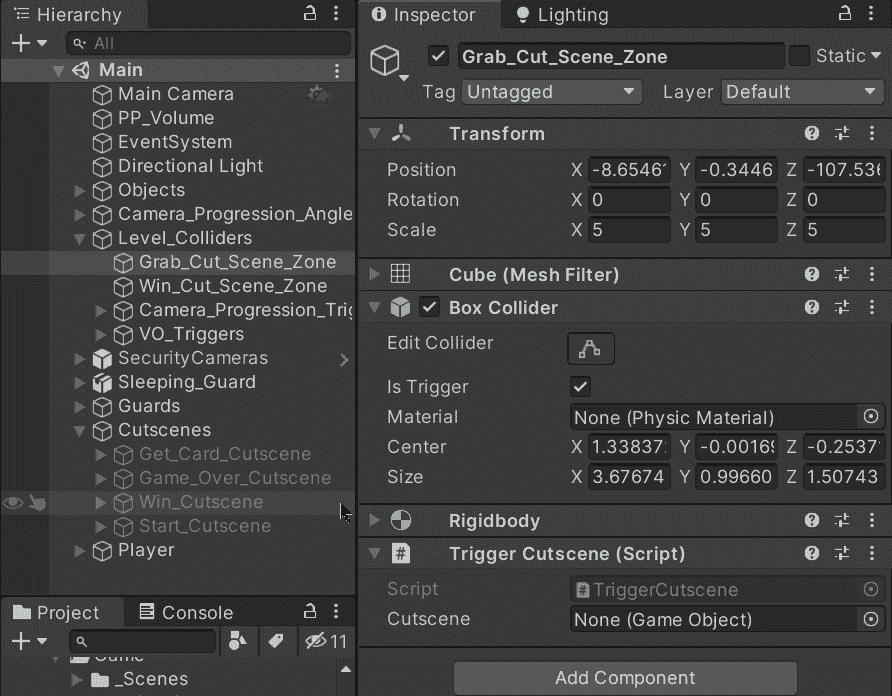 Hierarchy
All
Main
Main Camera
PP_Volume
EventSystem
Directional Light
Objects
Camera_Progression_Angle
Level_Colliders
Grab_Cut_Scene_Zone
Win_Cut_Scene_Zone
Camera_Progression_Trig
VO_Triggers
SecurityCameras
Sleeping_Guard
Guards
Cutscenes
Get_Card_Cutscene
Game_Over_Cutscene
Win_Cutscene
Start_Cutscene
Player
Project Console
11
Game
_Scenes
Inspector Lighting
Grab_Cut_Scene_Zone Static
Tag Untagged Layer Default
Transform
Position X -8.6546 Y -0.3446 Z -107.536
Rotation X 0 Y 0 Z 0
Scale X 5 Y 5 Z 5
Cube (Mesh Filter)
Box Collider
Edit Collider
Is Trigger
Material None (Physic Material)
Center X 1.33837 Y -0.0016 Z -0.2537
Size X 3.67674 Y 0.99660 Z 1.50743
Rigidbody
# Trigger Cutscene (Script)
Script # TriggerCutscene
Cutscene None (Game Object)
Add Component